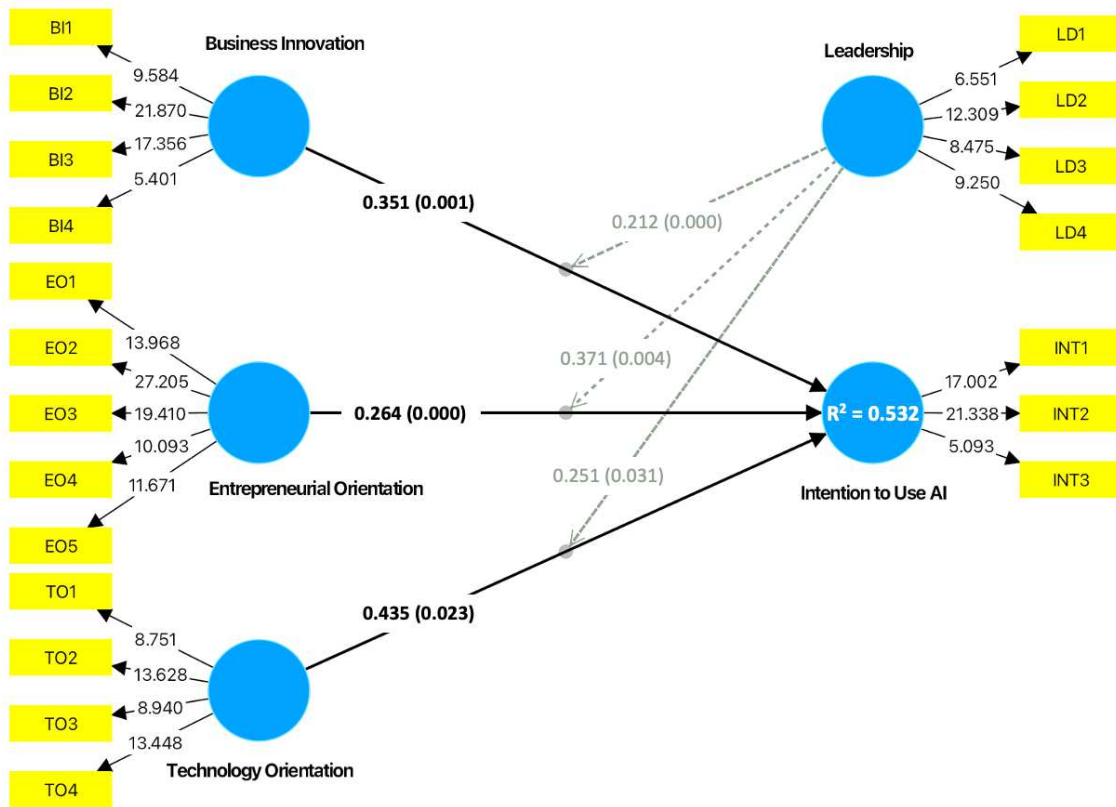 BI1
BI2
BI3
BI4
9.584
21.870
17.356
5.401
Business Innovation
Leadership
LD1
LD2
LD3
LD4
6.551
12.309
8.475
9.250
0.351 (0.001)
0.212 (0.000)
EO1
EO2
EO3
EO4
EO5
13.968
27.205
19.410
10.093
11.671
Entrepreneurial Orientation
0.264 (0.000)
0.371 (0.004)
0.251 (0.031)
R² = 0.532
Intention to Use AI
INT1
INT2
INT3
17.002
21.338
5.093
TO1
TO2
TO3
TO4
8.751
13.628
8.940
13.448
Technology Orientation
0.435 (0.023)